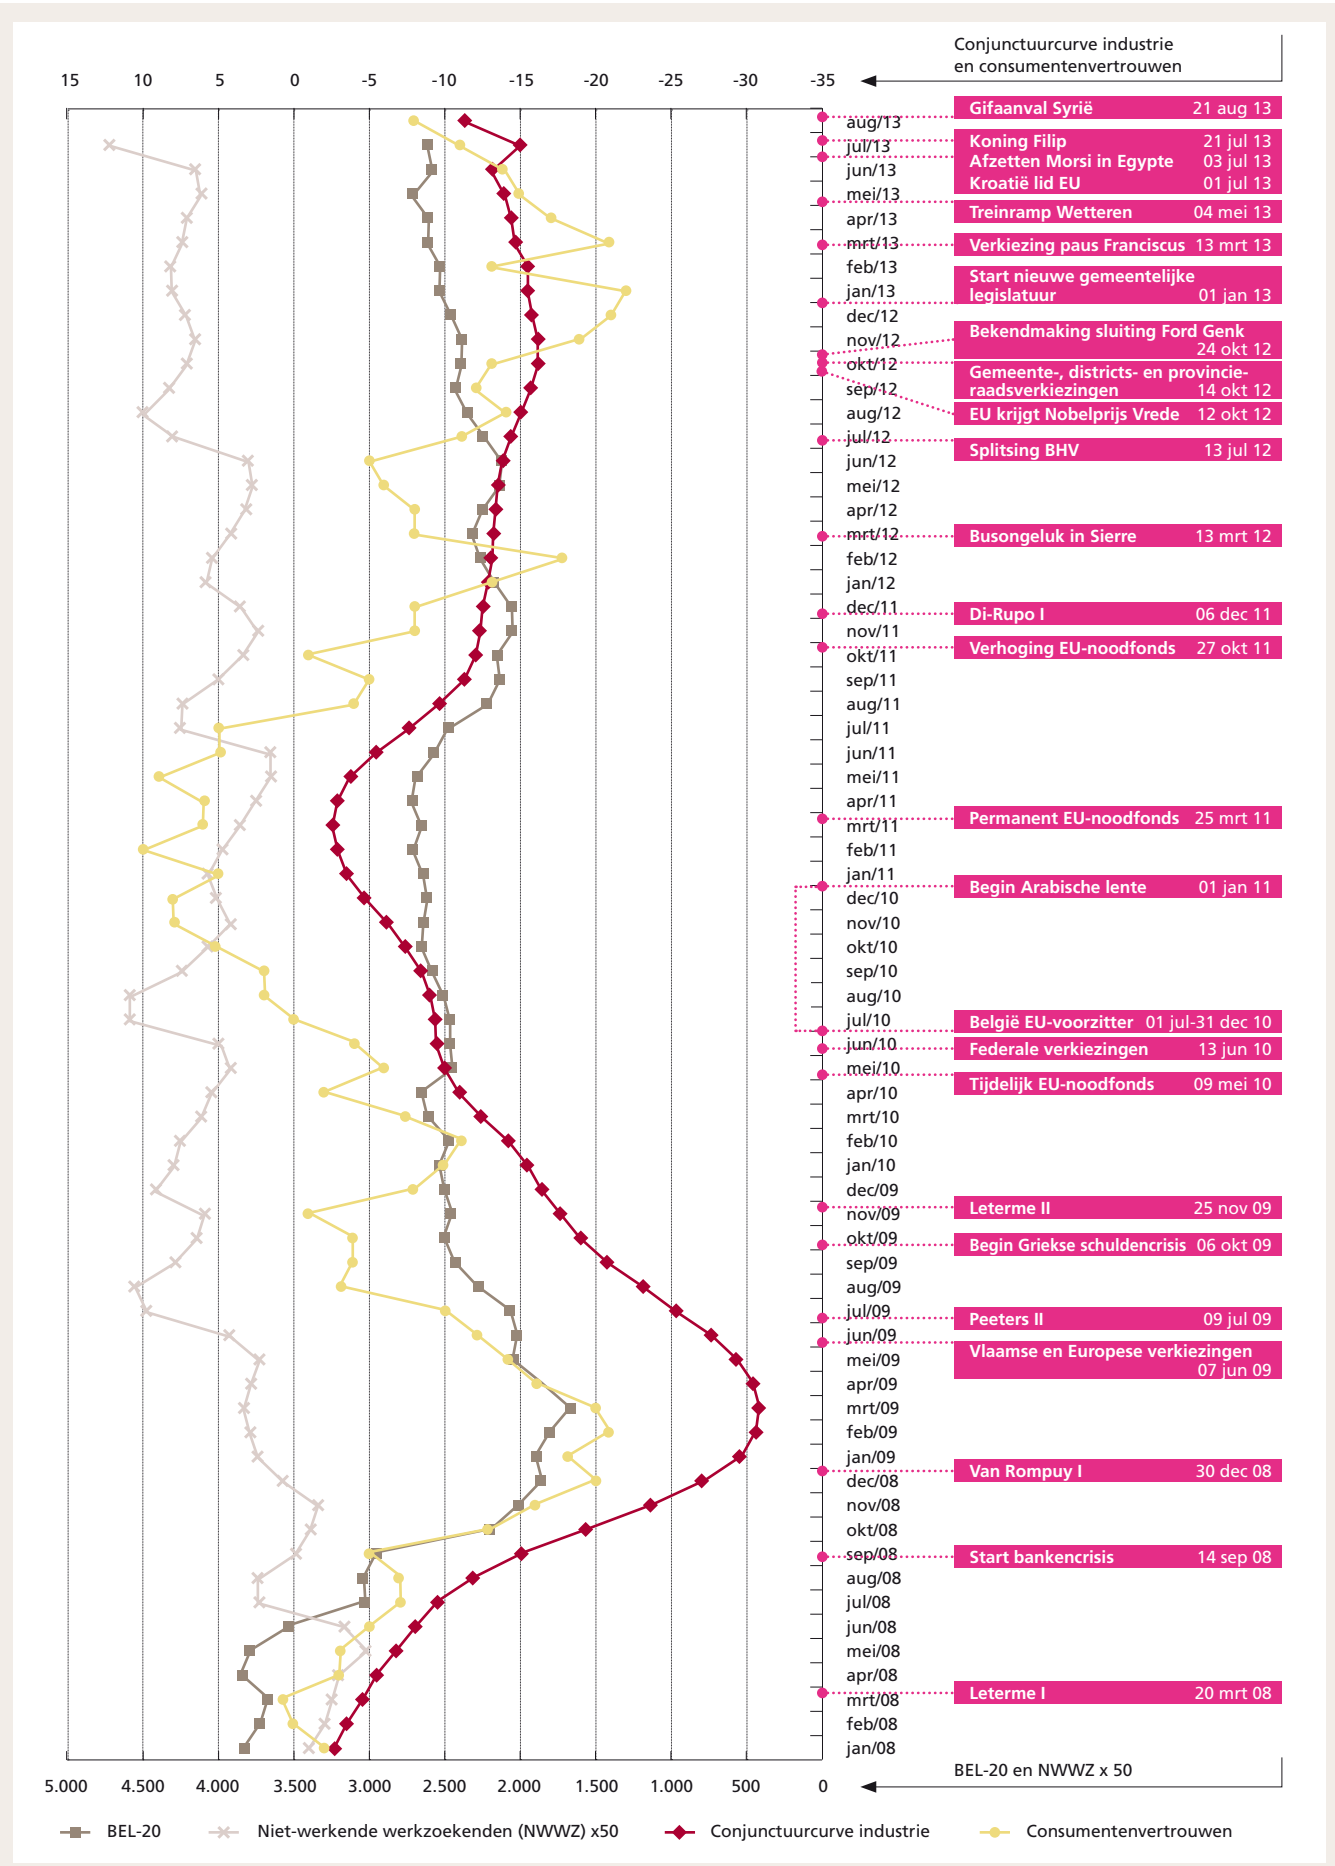 Conjunctuurcurve industrie
en consumentenvertrouwen
15 10 5 0 -5 -10 -15 -20 -25 -30 -35
aug/13
jul/13
jun/13
mei/13
apr/13
mrt/13
feb/13
jan/13
dec/12
nov/12
okt/12
sep/12
aug/12
jul/12
jun/12
mei/12
apr/12
mrt/12
feb/12
jan/12
dec/11
nov/11
okt/11
sep/11
aug/11
jul/11
jun/11
mei/11
apr/11
mrt/11
feb/11
jan/11
dec/10
nov/10
okt/10
sep/10
aug/10
jul/10
jun/10
mei/10
apr/10
mrt/10
feb/10
jan/10
dec/09
nov/09
okt/09
sep/09
aug/09
jul/09
jun/09
mei/09
apr/09
mrt/09
feb/09
jan/09
dec/08
nov/08
okt/08
sep/08
aug/08
jul/08
jun/08
mei/08
apr/08
mrt/08
feb/08
jan/08
Gifaanval Syrië 21 aug 13
Koning Filip 21 jul 13
Afzetten Morsi in Egypte 03 jul 13
Kroatië lid EU 01 jul 13
Treinramp Wetteren 04 mei 13
Verkiezing paus Franciscus 13 mrt 13
Start nieuwe gemeentelijke
legislatuur 01 jan 13
Bekendmaking sluiting Ford Genk
24 okt 12
Gemeente-, districts- en provincie-
raadsverkiezingen 14 okt 12
EU krijgt Nobelprijs Vrede 12 okt 12
Splitsing BHV 13 jul 12
Busongeluk in Sierre 13 mrt 12
Di-Rupo I 06 dec 11
Verhoging EU-noodfonds 27 okt 11
Permanent EU-noodfonds 25 mrt 11
Begin Arabische lente 01 jan 11
België EU-voorzitter 01 jul-31 dec 10
Federale verkiezingen 13 jun 10
Tijdelijk EU-noodfonds 09 mei 10
Leterme II 25 nov 09
Begin Griekse schuldencrisis 06 okt 09
Peeters II 09 jul 09
Vlaamse en Europese verkiezingen
07 jun 09
Van Rompuy I 30 dec 08
Start bankencrisis 14 sep 08
Leterme I 20 mrt 08
BEL-20 en NWWZ x 50
5.000 4.500 4.000 3.500 3.000 2.500 2.000 1.500 1.000 500 0
BEL-20 Niet-werkende werkzoekenden (NWWZ) x50 Conjunctuurcurve industrie Consumentenvertrouwen